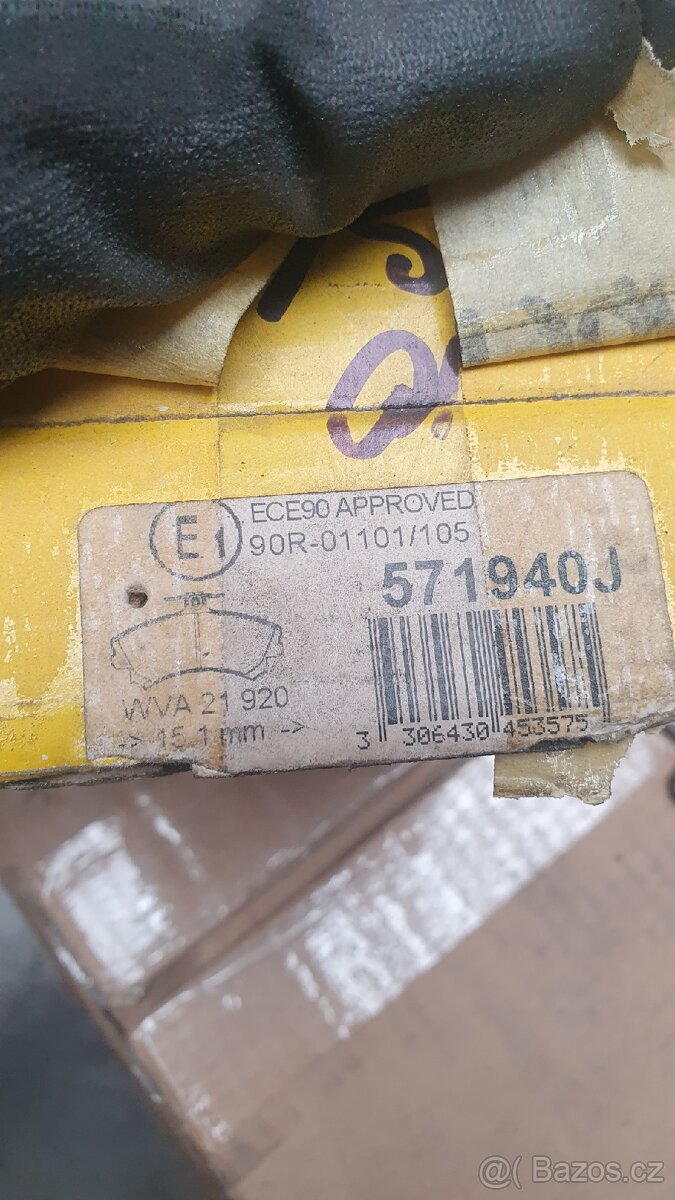 E1
ECE90 APPROVED
90R-01101/105
571940J
WVA 21 920
-> 15.1 mm ->
3 306430 453575
@( Bazos.cz